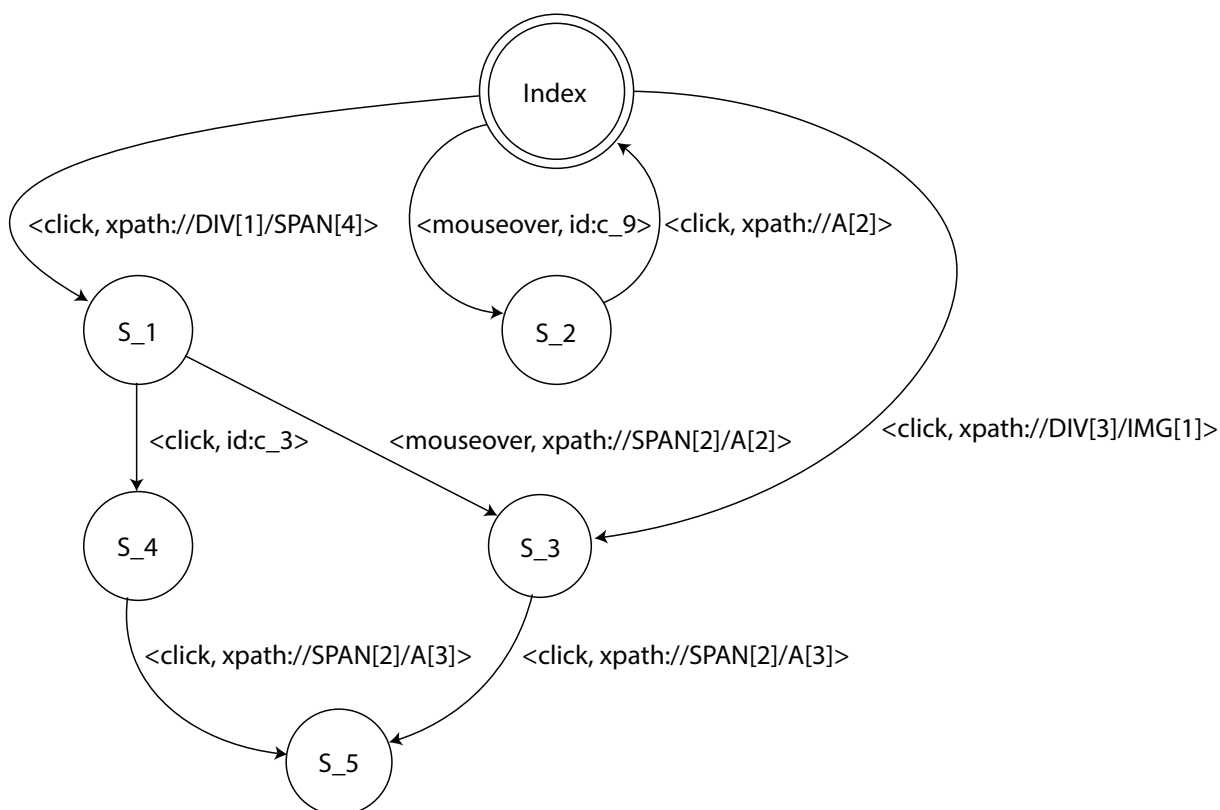 Index
<click, xpath://DIV[1]/SPAN[4]>
<mouseover, id:c_9>
<click, xpath://A[2]>
S_1
S_2
<click, id:c_3>
<mouseover, xpath://SPAN[2]/A[2]>
<click, xpath://DIV[3]/IMG[1]>
S_4
S_3
<click, xpath://SPAN[2]/A[3]>
<click, xpath://SPAN[2]/A[3]>
S_5